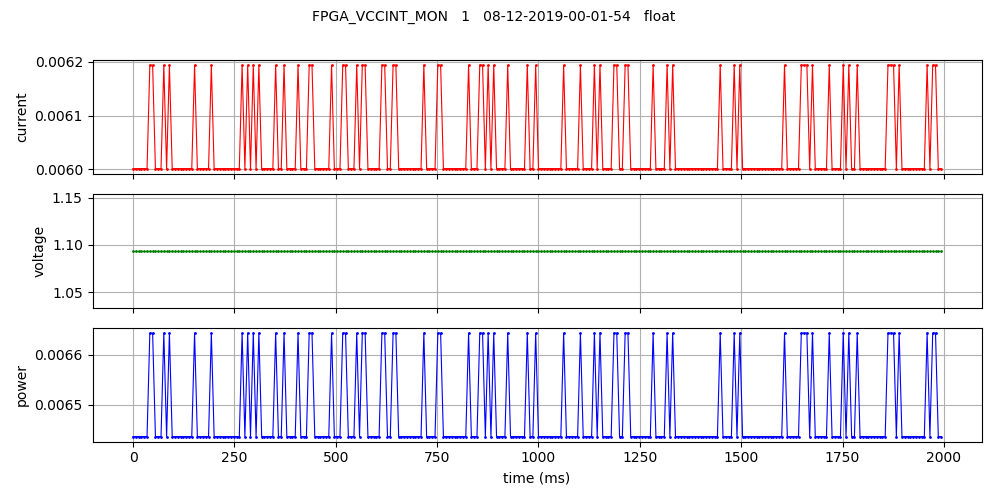 FPGA_VCCINT_MON 1 08-12-2019-00-01-54 float
0.0062
0.0061
0.0060
current
1.15
1.10
1.05
voltage
0.0066
0.0065
power
0 250 500 750 1000 1250 1500 1750 2000
time (ms)